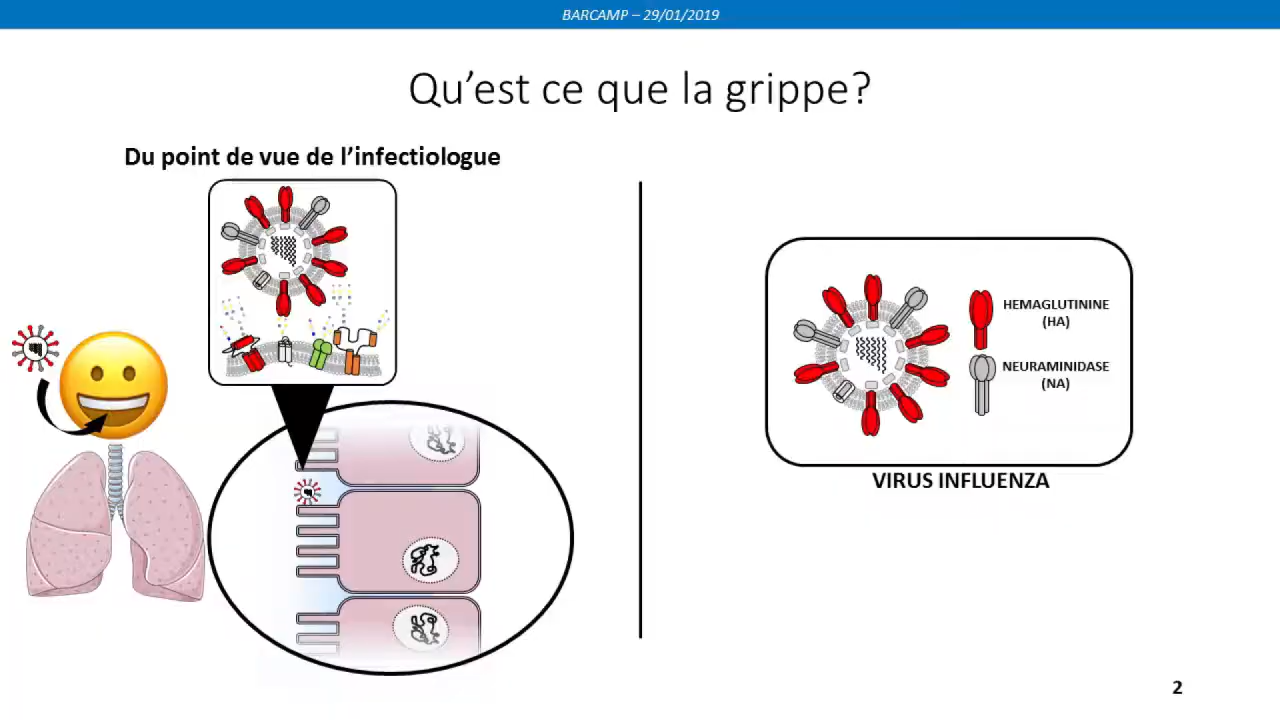 BARCAMP – 29/01/2019
Qu’est ce que la grippe?
Du point de vue de l’infectiologue
HEMAGLUTININE
(HA)
NEURAMINIDASE
(NA)
VIRUS INFLUENZA
2